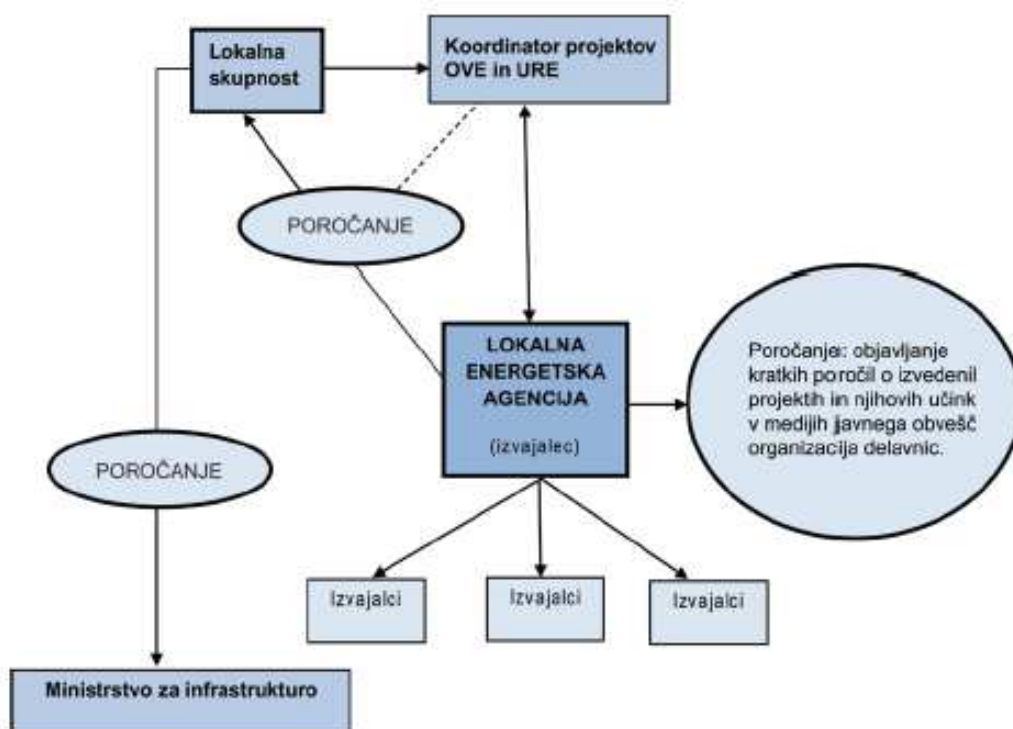 Lokalna
skupnost
Koordinator projektov
OVE in URE
POROČANJE
LOKALNA
ENERGETSKA
AGENCIJA
(izvajalec)
Poročanje: objavljanje
kratkih poročil o izvedenil
projektih in njihovih učink
v medijih jjavnega obvešč
organizacija delavnic.
POROČANJE
Izvajalci
Izvajalci
Izvajalci
Ministrstvo za infrastrukturo